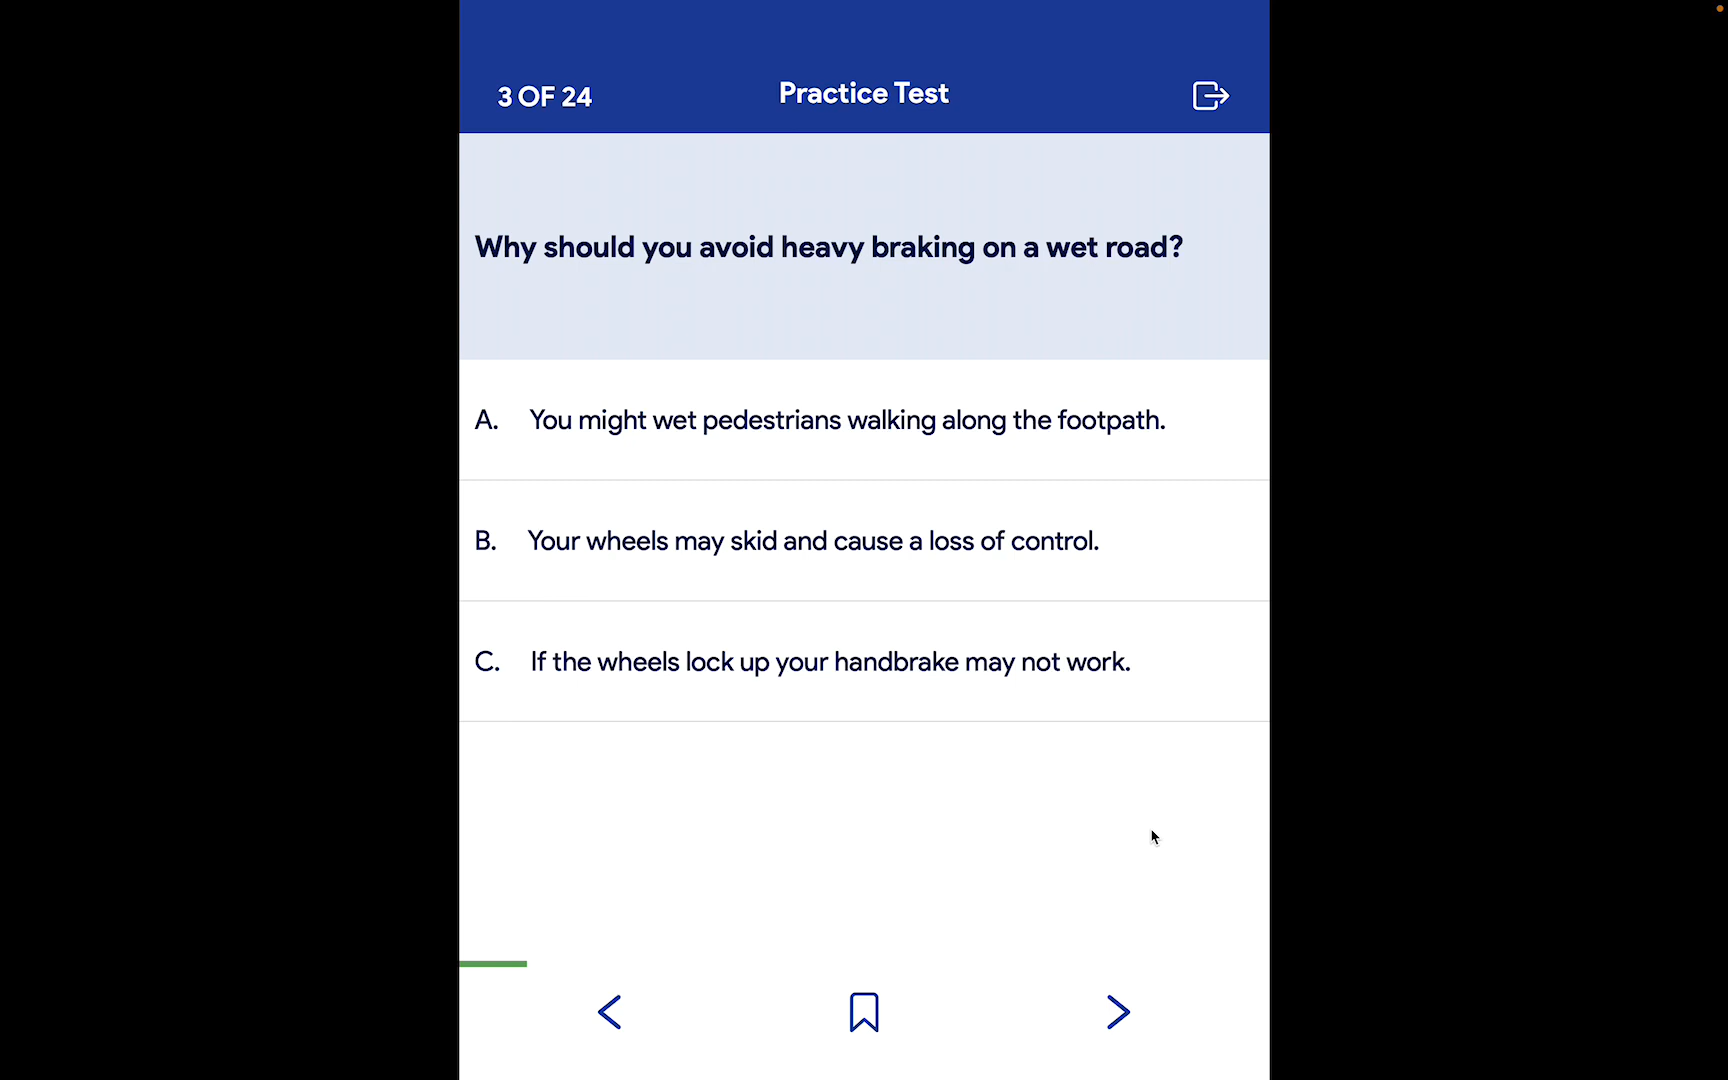 3 OF 24
Practice Test
Why should you avoid heavy braking on a wet road?
A. You might wet pedestrians walking along the footpath.
B. Your wheels may skid and cause a loss of control.
C. If the wheels lock up your handbrake may not work.